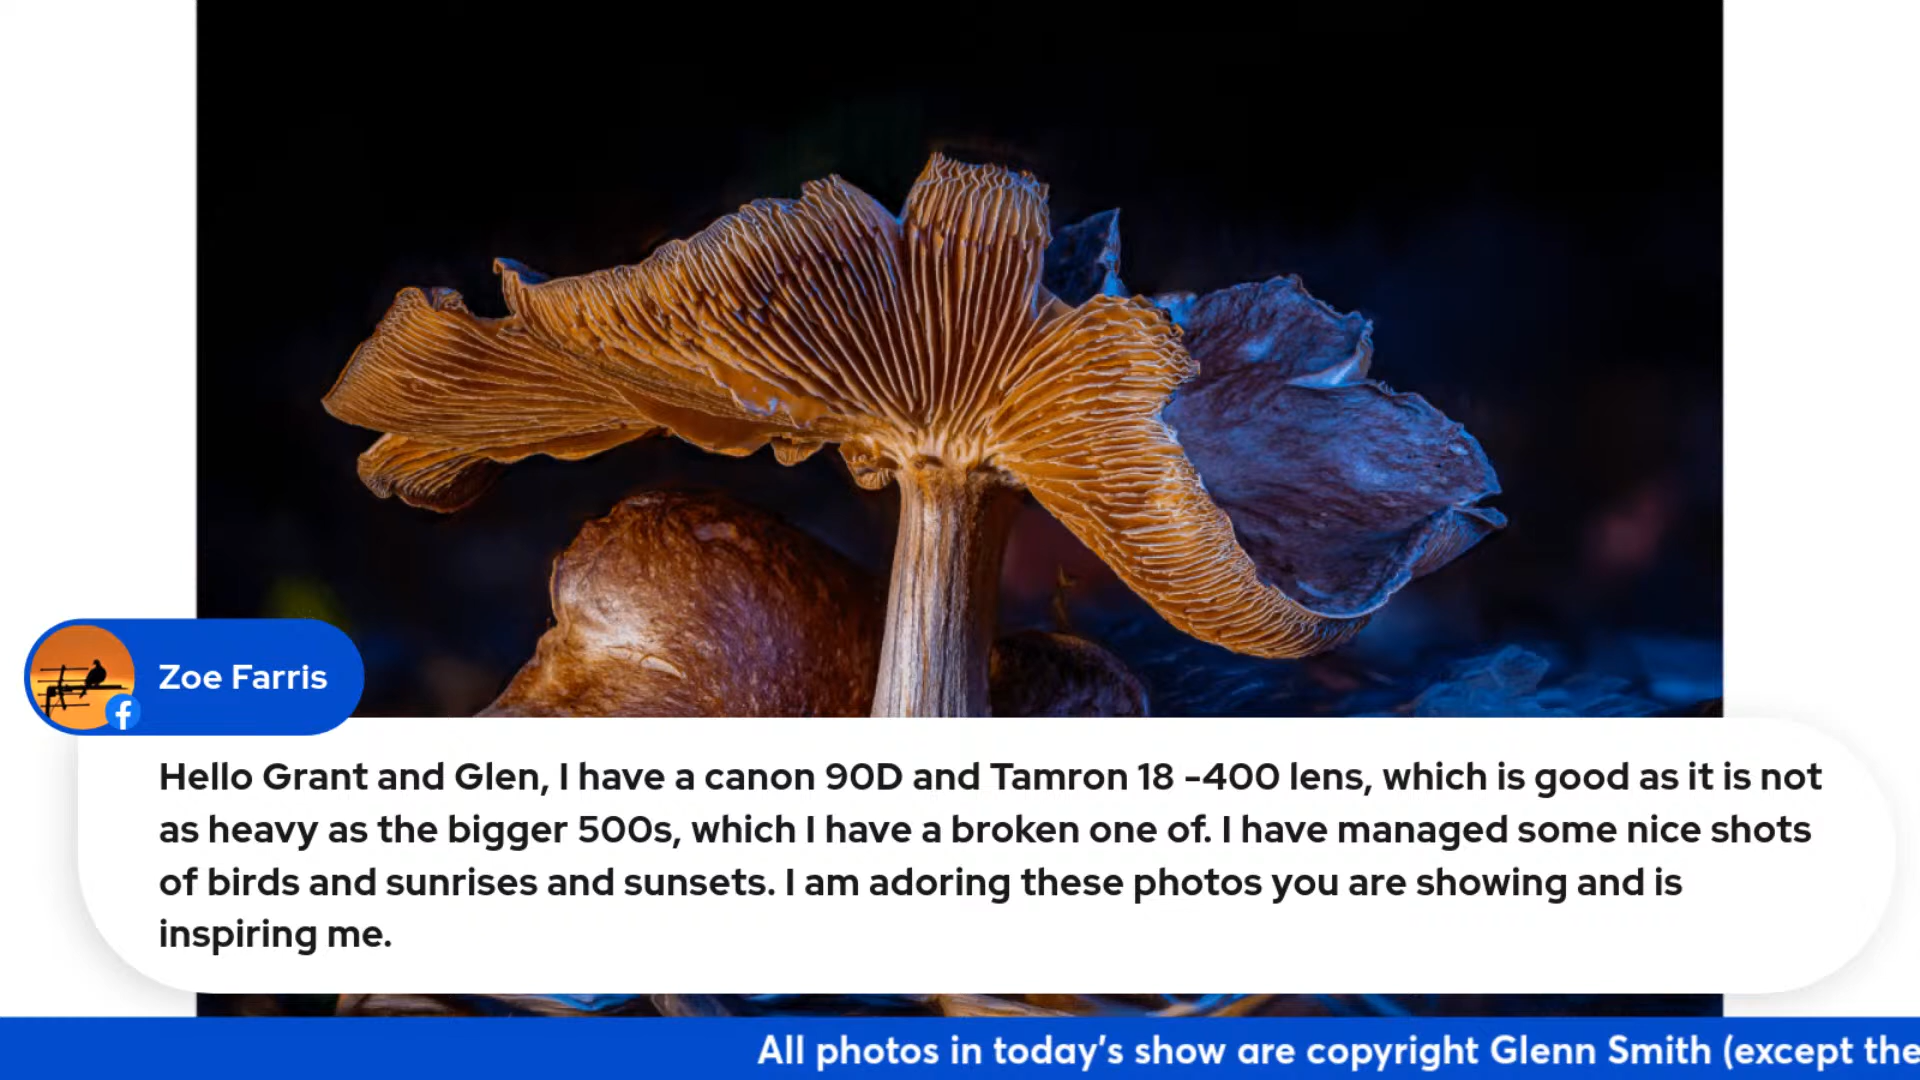 Zoe Farris
Hello Grant and Glen, I have a canon 90D and Tamron 18 -400 lens, which is good as it is not
as heavy as the bigger 500s, which I have a broken one of. I have managed some nice shots
of birds and sunrises and sunsets. I am adoring these photos you are showing and is
inspiring me.
All photos in today's show are copyright Glenn Smith (except the